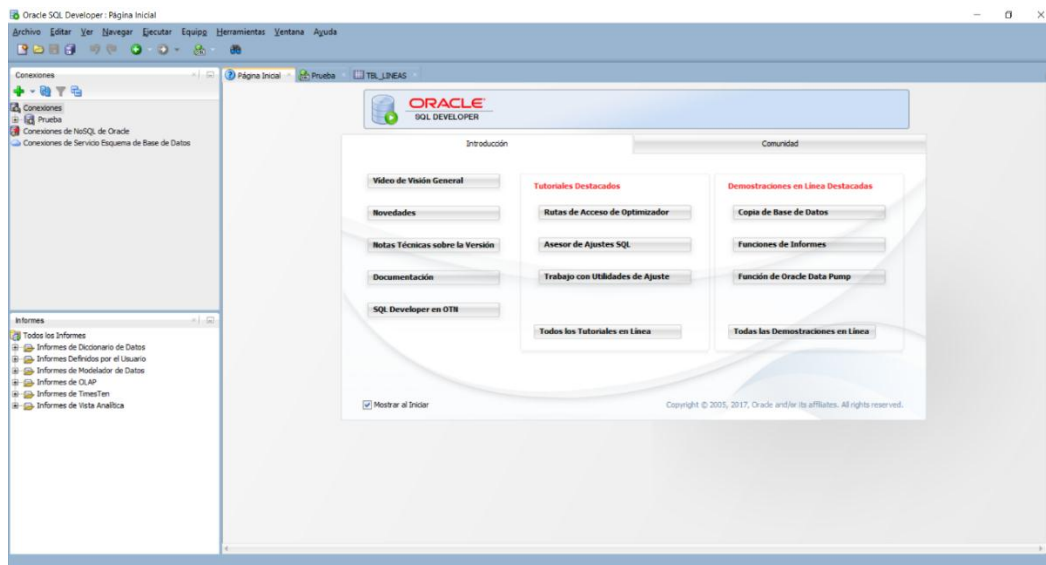 Oracle SQL Developer : Página Inicial
Archivo Editar Ver Navegar Ejecutar Equipo Herramientas Ventana Ayuda
Conexiones
Conexiones
Prueba
Conexiones de NoSQL de Oracle
Conexiones de Servicio Esquema de Base de Datos
Informes
Todos los Informes
Informes de Diccionario de Datos
Informes Definidos por el Usuario
Informes de Modelador de Datos
Informes de OLAP
Informes de TimesTen
Informes de Vista Analítica
Página Inicial Prueba TBL_LINEAS
ORACLE
SQL DEVELOPER
Introducción Comunidad
Vídeo de Visión General
Novedades
Notas Técnicas sobre la Versión
Documentación
SQL Developer en OTN
Tutoriales Destacados
Rutas de Acceso de Optimizador
Asesor de Ajustes SQL
Trabajo con Utilidades de Ajuste
Todos los Tutoriales en Línea
Demostraciones en Línea Destacadas
Copia de Base de Datos
Funciones de Informes
Función de Oracle Data Pump
Todas las Demostraciones en Línea
Mostrar al Iniciar
Copyright © 2005, 2017, Oracle and/or its affiliates. All rights reserved.